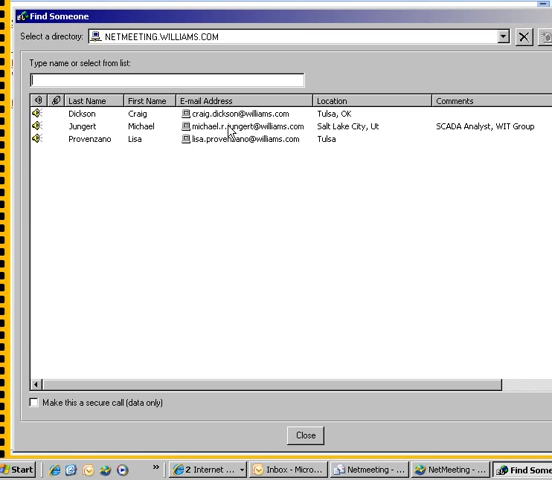 Find Someone
Select a directory: NETMEETING.WILLIAMS.COM
Type name or select from list:
Last Name First Name E-mail Address Location Comments
Dickson Craig craig.dickson@williams.com Tulsa, OK
Jungert Michael michael.r.jungert@williams.com Salt Lake City, Ut SCADA Analyst, WIT Group
Provenzano Lisa lisa.provenzano@williams.com Tulsa
Make this a secure call (data only)
Close
Start » 2 Internet ... Inbox - Micro... Netmeeting - ... NetMeeting - ... Find Some